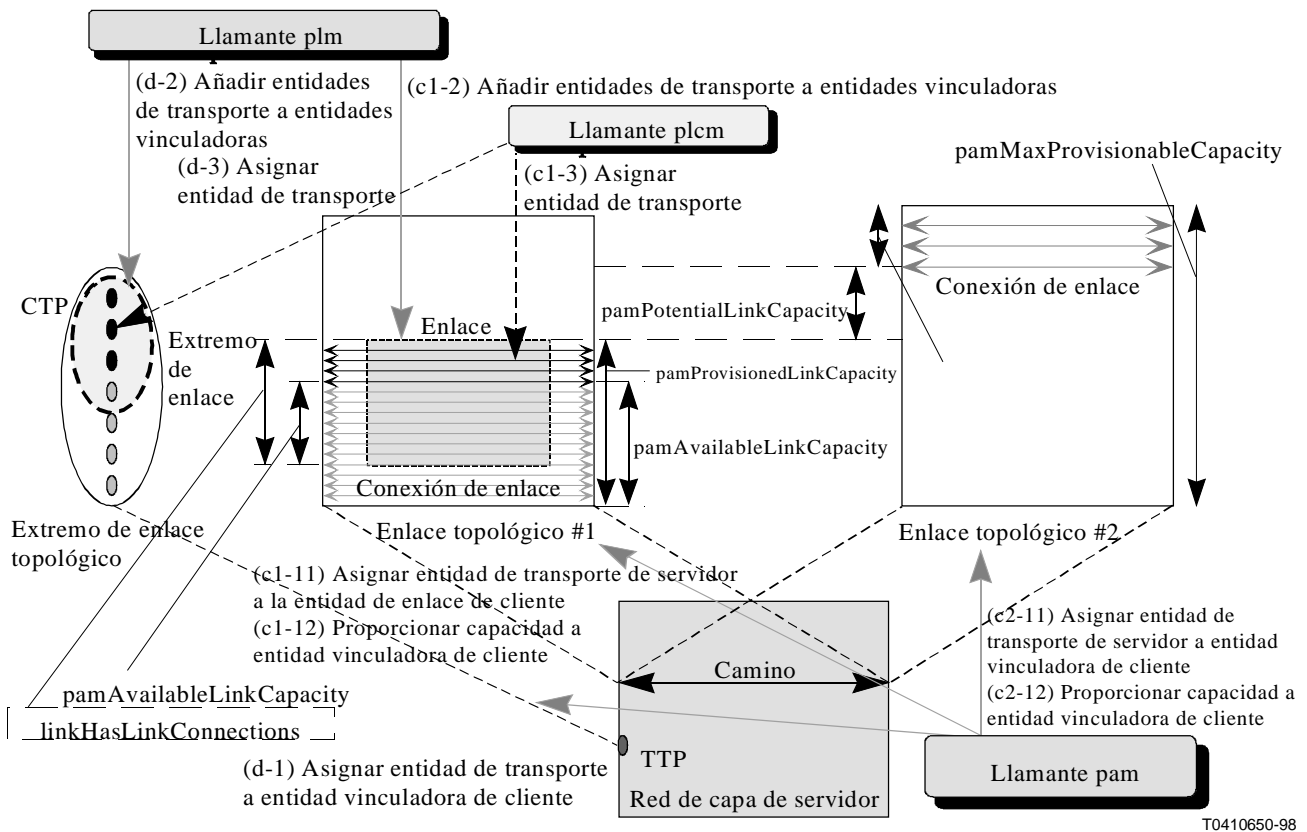 Llamante plm
(d-2) Añadir entidades
de transporte a entidades
vinculadoras
(c1-2) Añadir entidades de transporte a entidades vinculadoras
Llamante plcm
(d-3) Asignar
entidad de transporte
(c1-3) Asignar
entidad de transporte
pamMaxProvisionableCapacity
CTP
Extremo
de
enlace
Enlace
pamPotentialLinkCapacity
Conexión de enlace
pamProvisionedLinkCapacity
pamAvailableLinkCapacity
Conexión de enlace
Extremo de enlace
topológico
Enlace topológico #1
Enlace topológico #2
(c1-11) Asignar entidad de transporte de servidor
a la entidad de enlace de cliente
(c1-12) Proporcionar capacidad a
entidad vinculadora de cliente
(c2-11) Asignar entidad de
transporte de servidor a entidad
vinculadora de cliente
(c2-12) Proporcionar capacidad a
entidad vinculadora de cliente
Camino
pamAvailableLinkCapacity
linkHasLinkConnections
(d-1) Asignar entidad de transporte
a entidad vinculadora de cliente
TTP
Red de capa de servidor
Llamante pam
T0410650-98